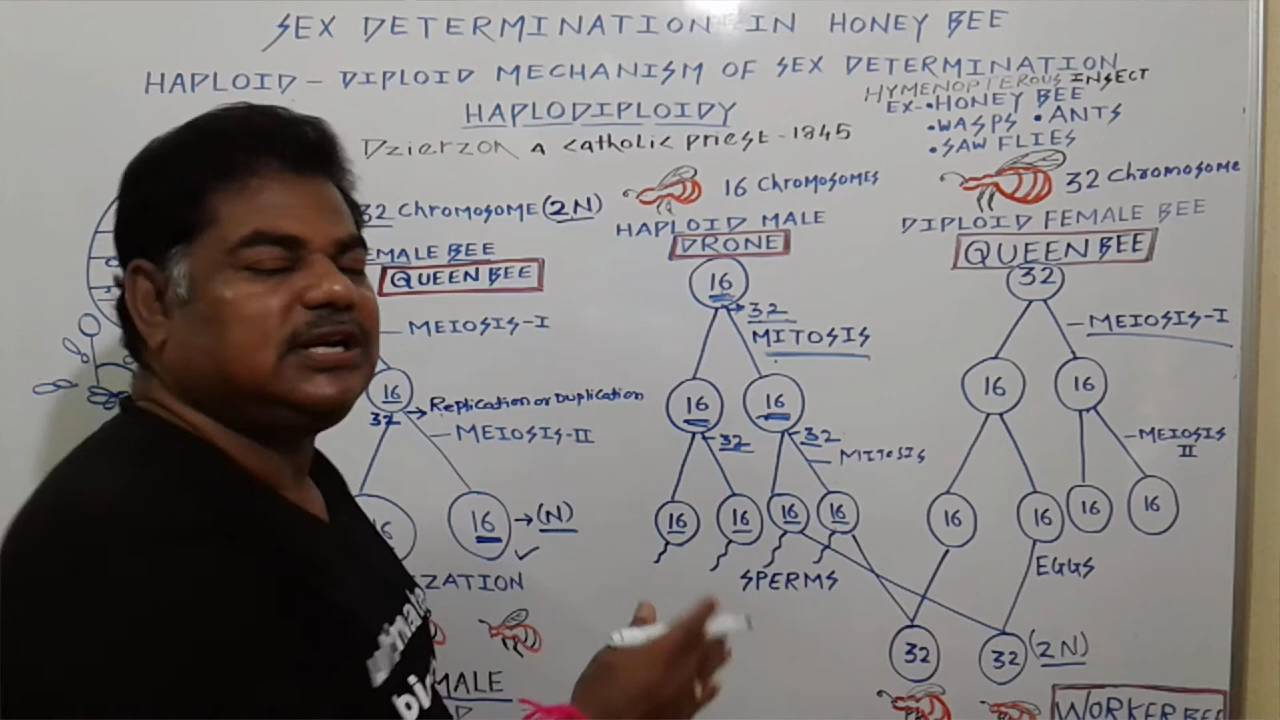 SEX DETERMINATION IN HONEY BEE
HAPLOID - DIPLOID MECHANISM OF SEX DETERMINATION
HAPLODIPLOIDY
Dzierzon a catholic priest - 1845
HYMENOPTEROUS INSECT
EX- • HONEY BEE
• WASPS • ANTS
• SAW FLIES
32 Chromosome (2N)
EMALE BEE
QUEEN BEE
MEIOSIS-I
16
32 → Replication or Duplication
MEIOSIS-II
16 16 → (N)
IZATION
MALE
16 Chromosomes
HAPLOID MALE
DRONE
16
32
MITOSIS
16 16
32 32
MITOSIS
16 16 16 16
SPERMS
32 Chromosome
DIPLOID FEMALE BEE
QUEEN BEE
32
MEIOSIS-I
16 16
MEIOSIS
II
16 16 16 16
EGGS
32 32 (2N)
WORKER BEE
ultimate
bi